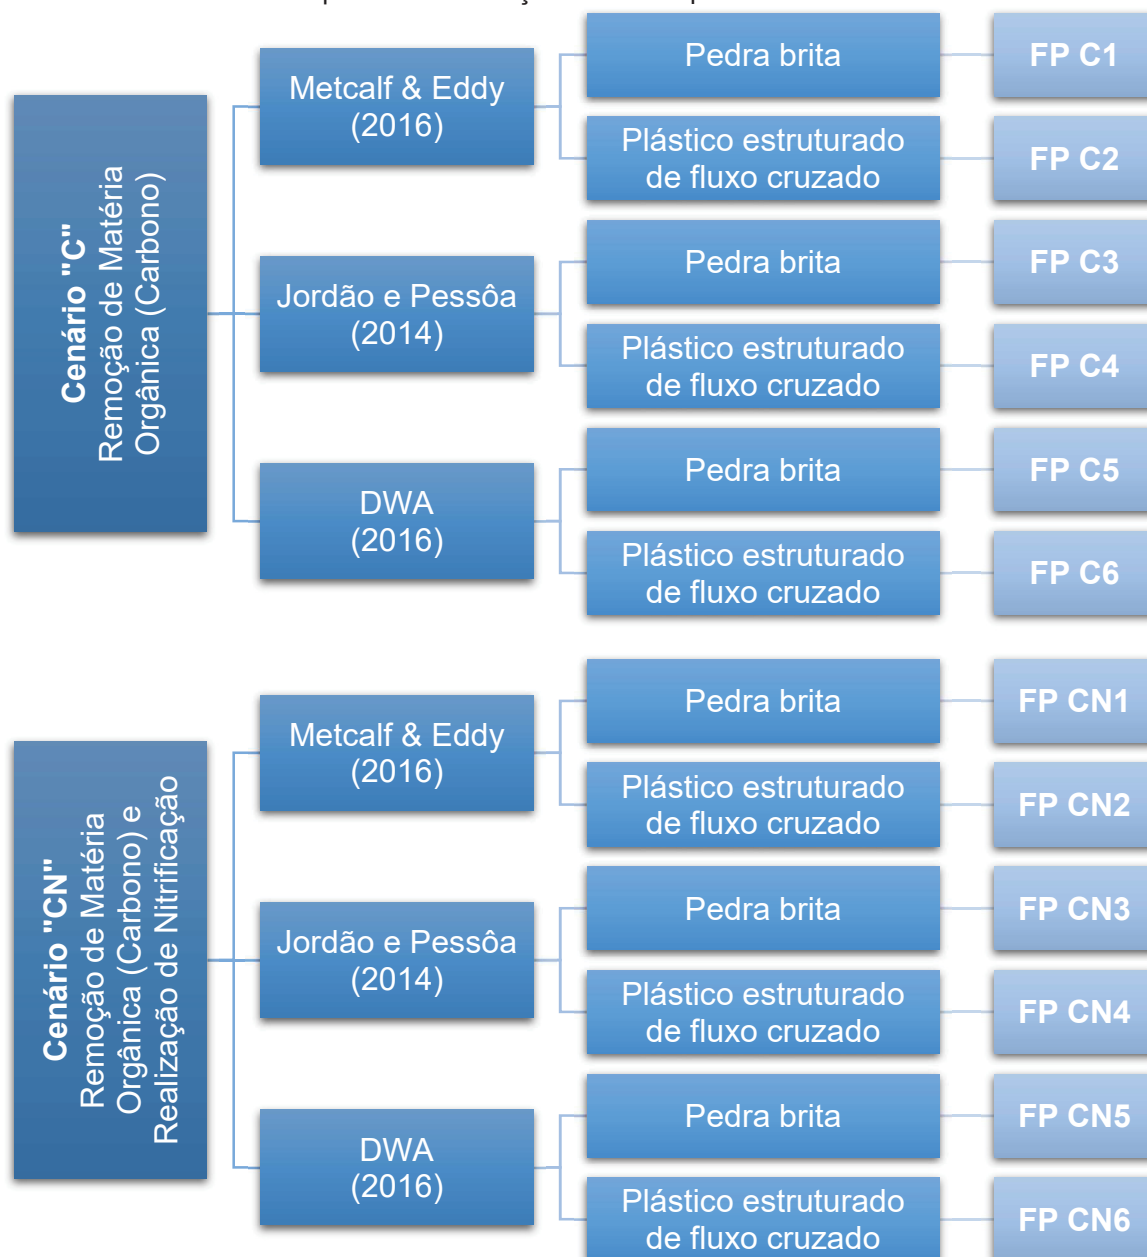 Cenário "C"
Remoção de Matéria
Orgânica (Carbono)
Metcalf & Eddy
(2016)
Pedra brita
FP C1
Plástico estruturado
de fluxo cruzado
FP C2
Jordão e Pessôa
(2014)
Pedra brita
FP C3
Plástico estruturado
de fluxo cruzado
FP C4
DWA
(2016)
Pedra brita
FP C5
Plástico estruturado
de fluxo cruzado
FP C6
Cenário "CN"
Remoção de Matéria
Orgânica (Carbono) e
Realização de Nitrificação
Metcalf & Eddy
(2016)
Pedra brita
FP CN1
Plástico estruturado
de fluxo cruzado
FP CN2
Jordão e Pessôa
(2014)
Pedra brita
FP CN3
Plástico estruturado
de fluxo cruzado
FP CN4
DWA
(2016)
Pedra brita
FP CN5
Plástico estruturado
de fluxo cruzado
FP CN6